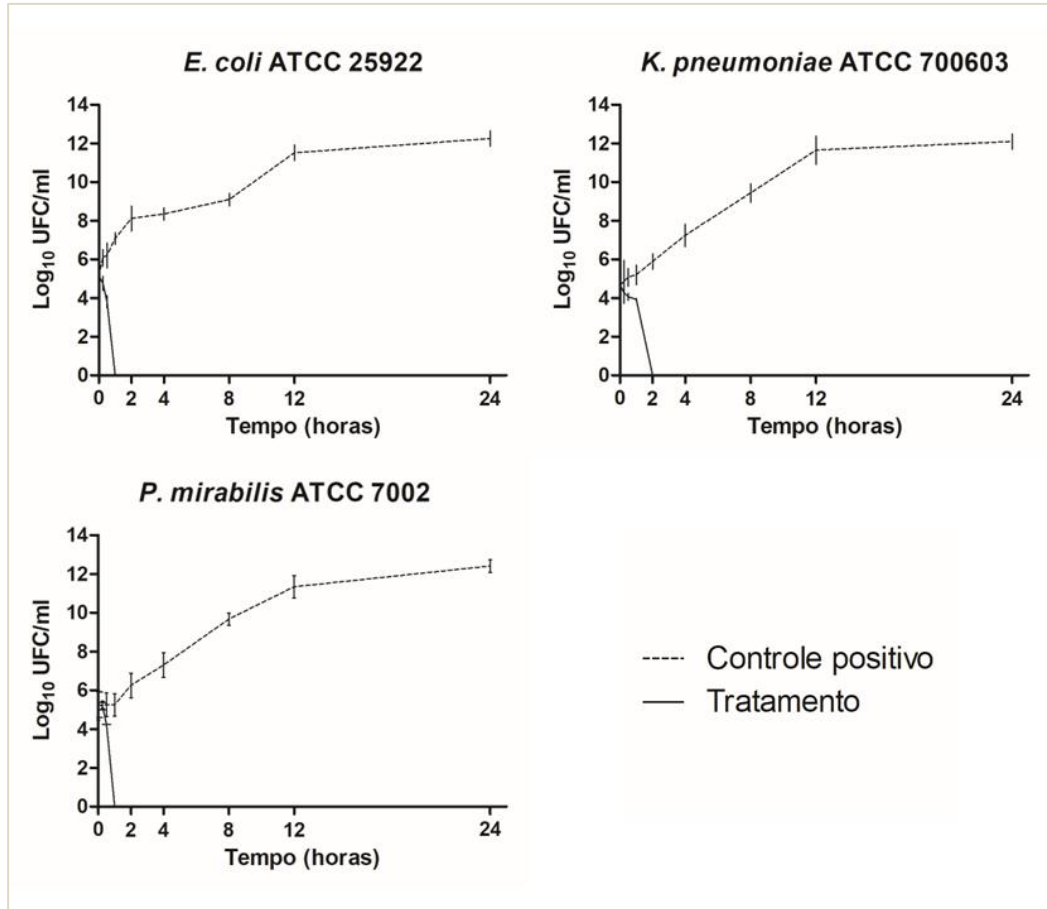 E. coli ATCC 25922
Log10 UFC/ml
14
12
10
8
6
4
2
0
0 2 4 8 12 24
Tempo (horas)
K. pneumoniae ATCC 700603
Log10 UFC/ml
14
12
10
8
6
4
2
0
0 2 4 8 12 24
Tempo (horas)
P. mirabilis ATCC 7002
Log10 UFC/ml
14
12
10
8
6
4
2
0
0 2 4 8 12 24
Tempo (horas)
Controle positivo
Tratamento